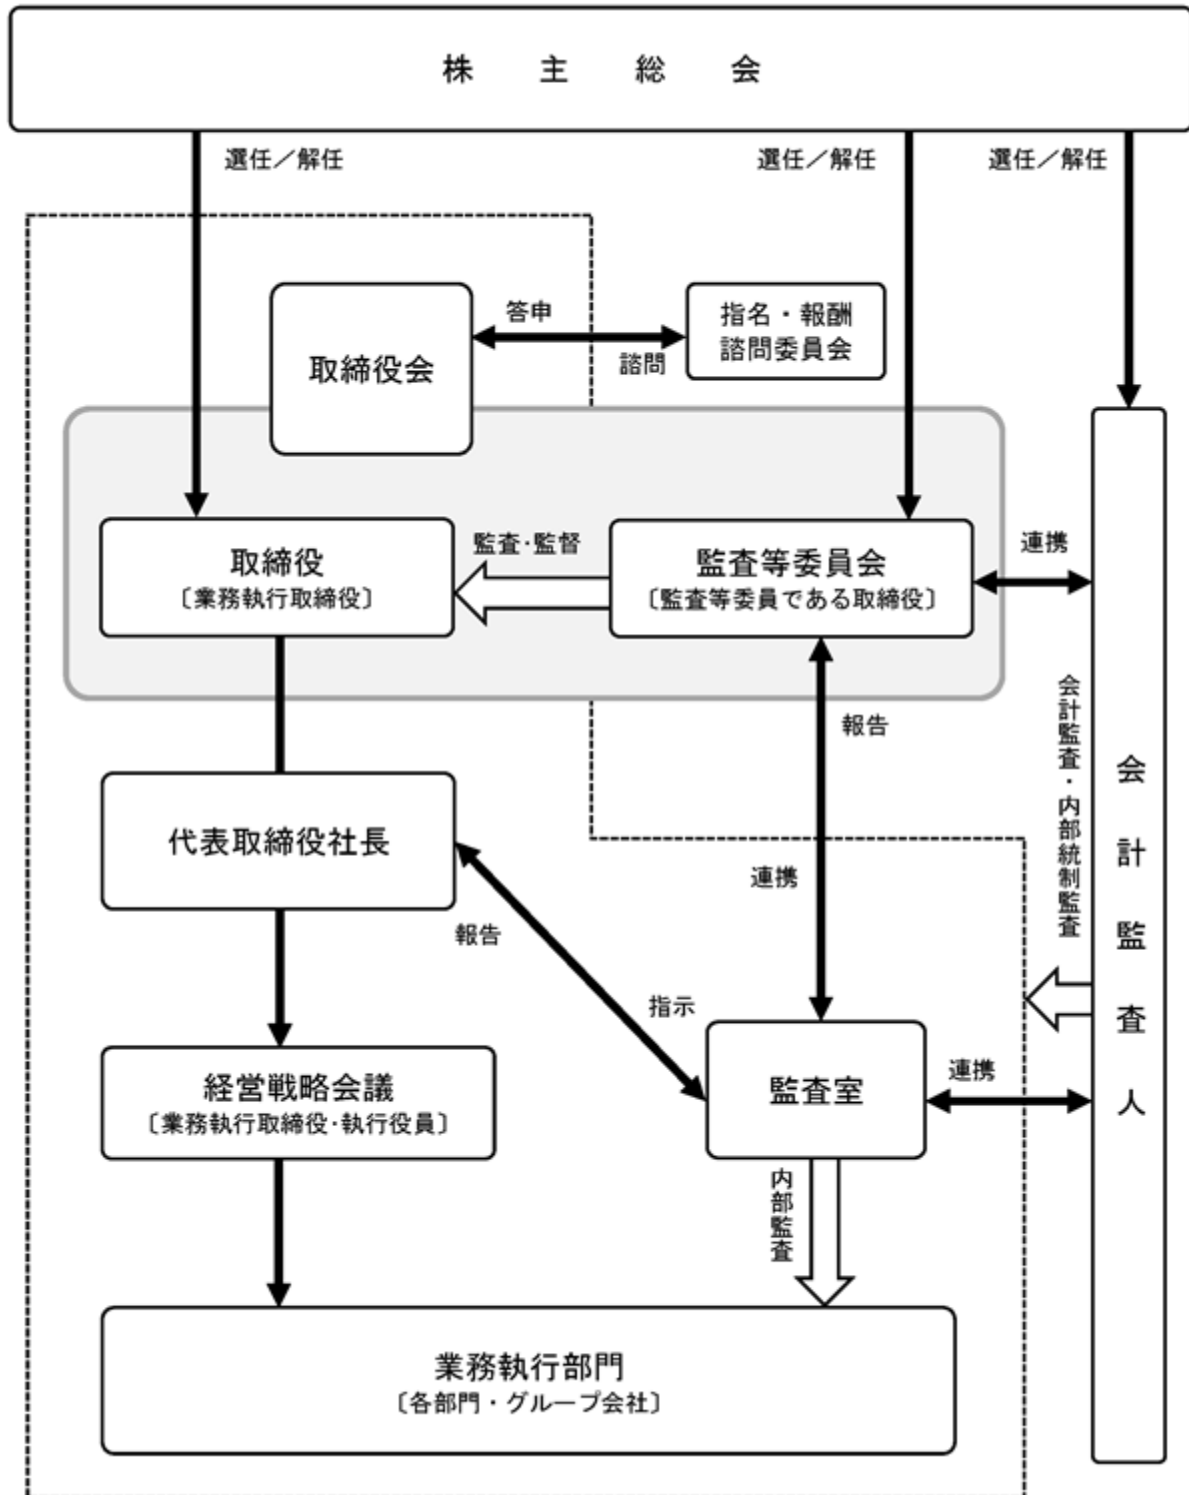 株主総会
選任／解任
選任／解任
選任／解任
取締役会
答申
諮問
指名・報酬
諮問委員会
取締役
〔業務執行取締役〕
監査･監督
監査等委員会
〔監査等委員である取締役〕
連携
報告
連携
会計監査・内部統制監査
会計監査人
代表取締役社長
報告
指示
経営戦略会議
〔業務執行取締役･執行役員〕
監査室
連携
内部監査
業務執行部門
〔各部門・グループ会社〕